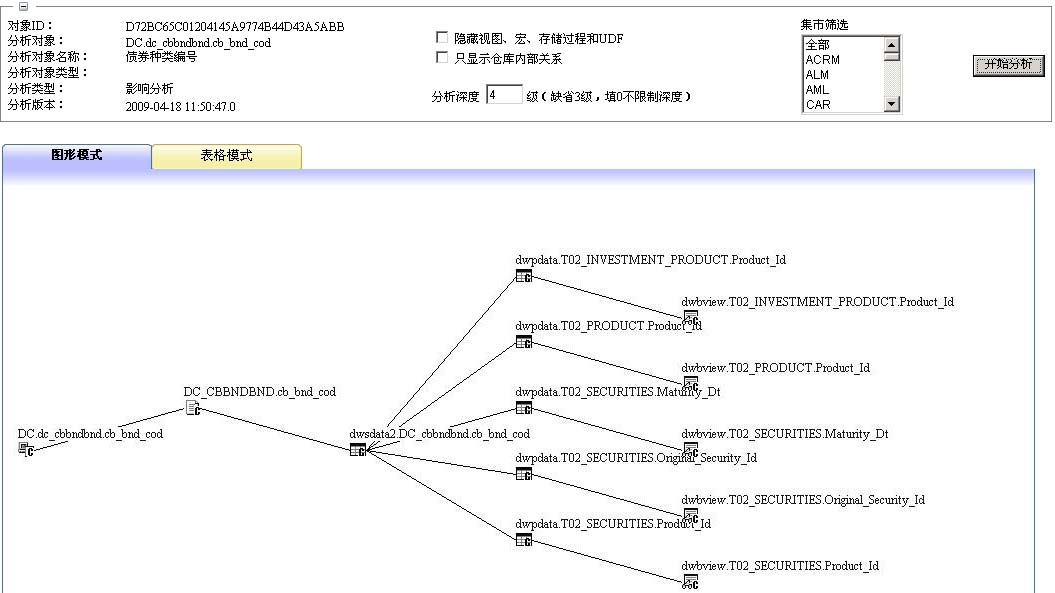 对象ID： D72BC65C01204145A9774B44D43A5ABB
分析对象： DC.dc_cbbndbnd.cb_bnd_cod
分析对象名称： 债券种类编号
分析对象类型：
分析类型： 影响分析
分析版本： 2009-04-18 11:50:47.0
隐藏视图、宏、存储过程和UDF
只显示仓库内部关系
分析深度 4 级（缺省3级，填0不限制深度）
集市筛选
全部
ACRM
ALM
AML
CAR
开始分析
图形模式 表格模式
dwpdata.T02_INVESTMENT_PRODUCT.Product_Id
dwbview.T02_INVESTMENT_PRODUCT.Product_Id
dwpdata.T02_PRODUCT.Product_Id
dwbview.T02_PRODUCT.Product_Id
DC_CBBNDBND.cb_bnd_cod
dwpdata.T02_SECURITIES.Maturity_Dt
DC.dc_cbbndbnd.cb_bnd_cod
dwsdata2.DC_cbbndbnd.cb_bnd_cod
dwbview.T02_SECURITIES.Maturity_Dt
dwpdata.T02_SECURITIES.Original_Security_Id
dwbview.T02_SECURITIES.Original_Security_Id
dwpdata.T02_SECURITIES.Product_Id
dwbview.T02_SECURITIES.Product_Id